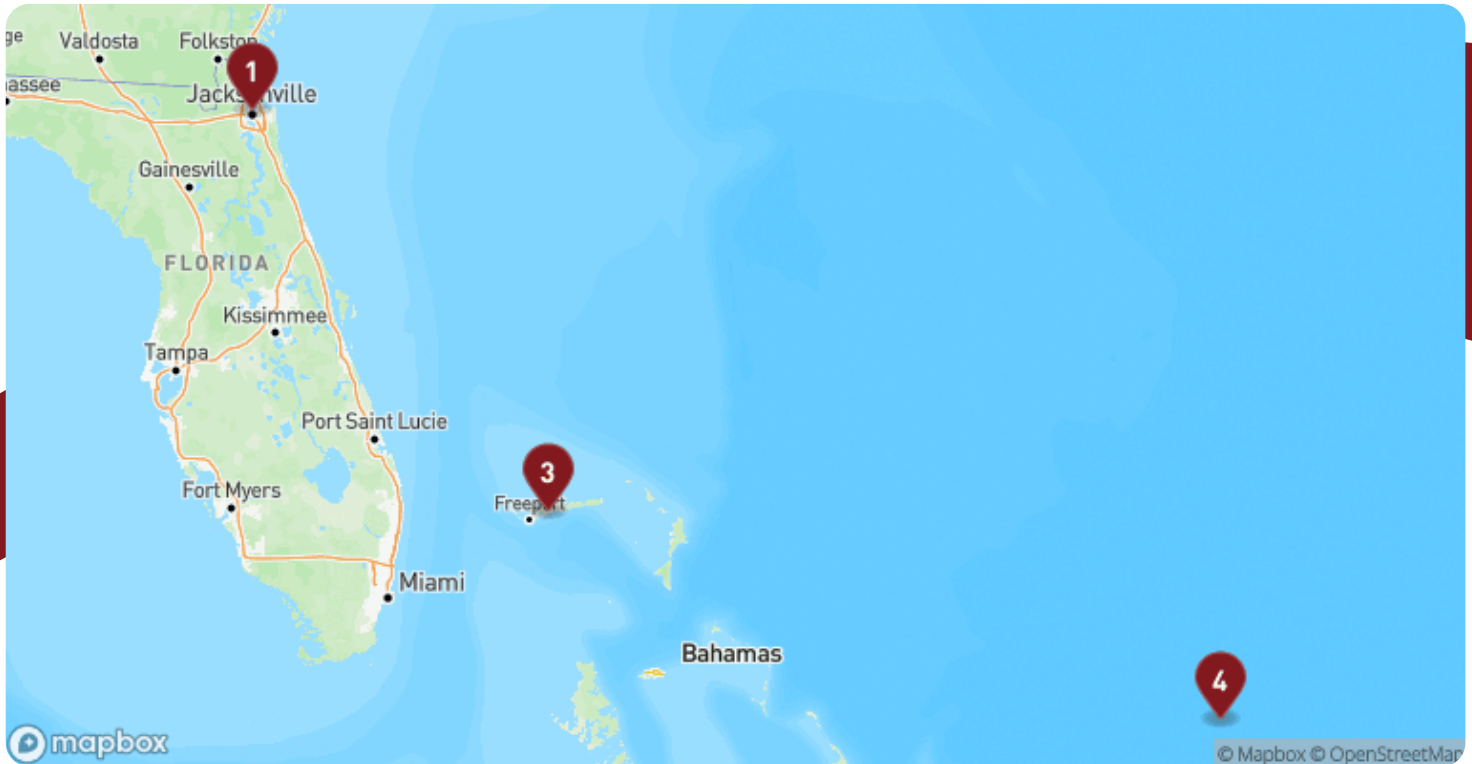 ge
Valdosta
Folkston
1
assee
Jacksonville
Gainesville
FLORIDA
Kissimmee
Tampa
Port Saint Lucie
3
Fort Myers
Freeport
Miami
Bahamas
4
mapbox
© Mapbox © OpenStreetMap